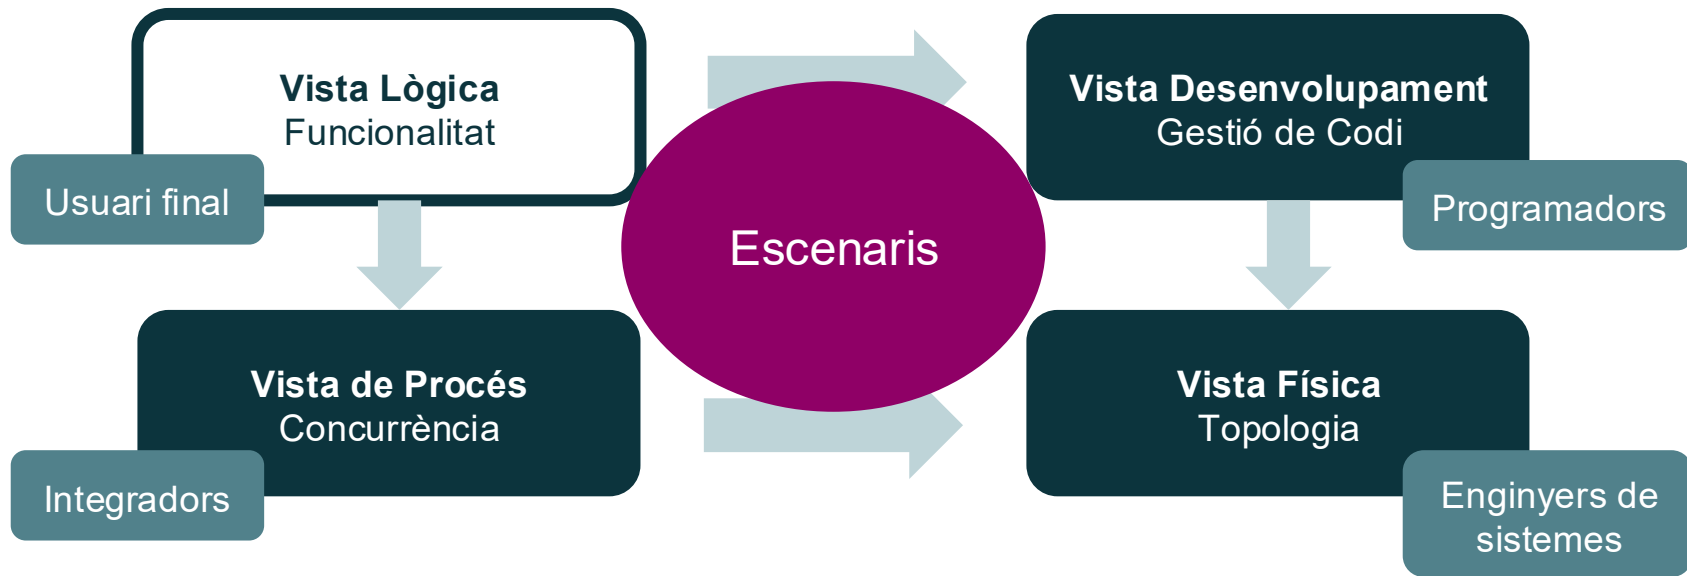 Vista Lògica
Funcionalitat
Usuari final
Vista Desenvolupament
Gestió de Codi
Programadors
Escenaris
Vista de Procés
Concurrència
Integradors
Vista Física
Topologia
Enginyers de
sistemes